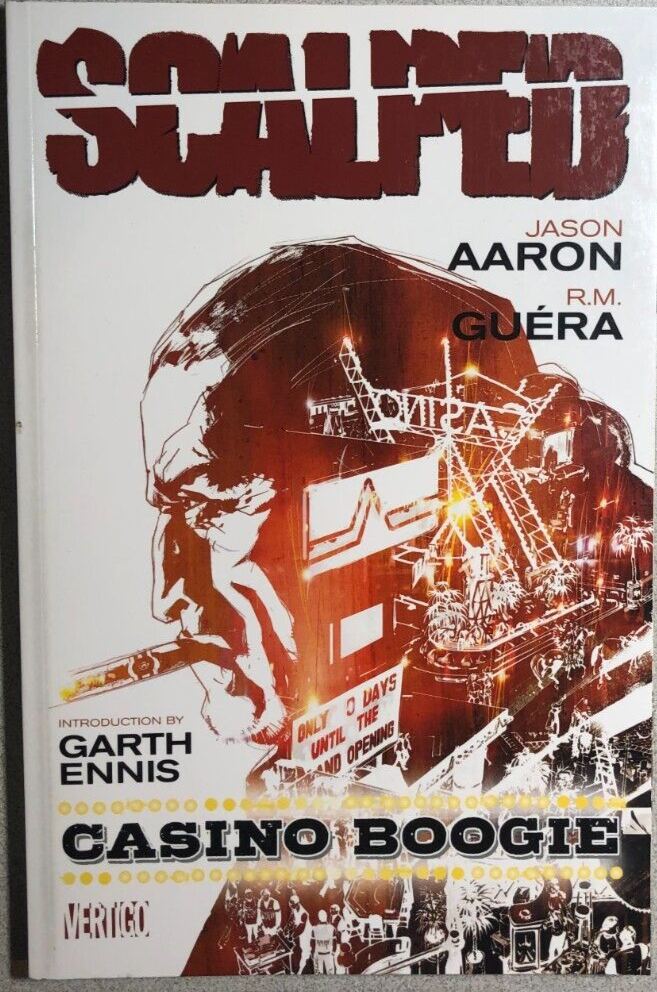 SCALPED
JASON
AARON
R.M.
GUÉRA
CASINO
ONLY 0 DAYS
UNTIL THE
AND OPENING
INTRODUCTION BY
GARTH
ENNIS
CASINO BOOGIE
VERTIGO